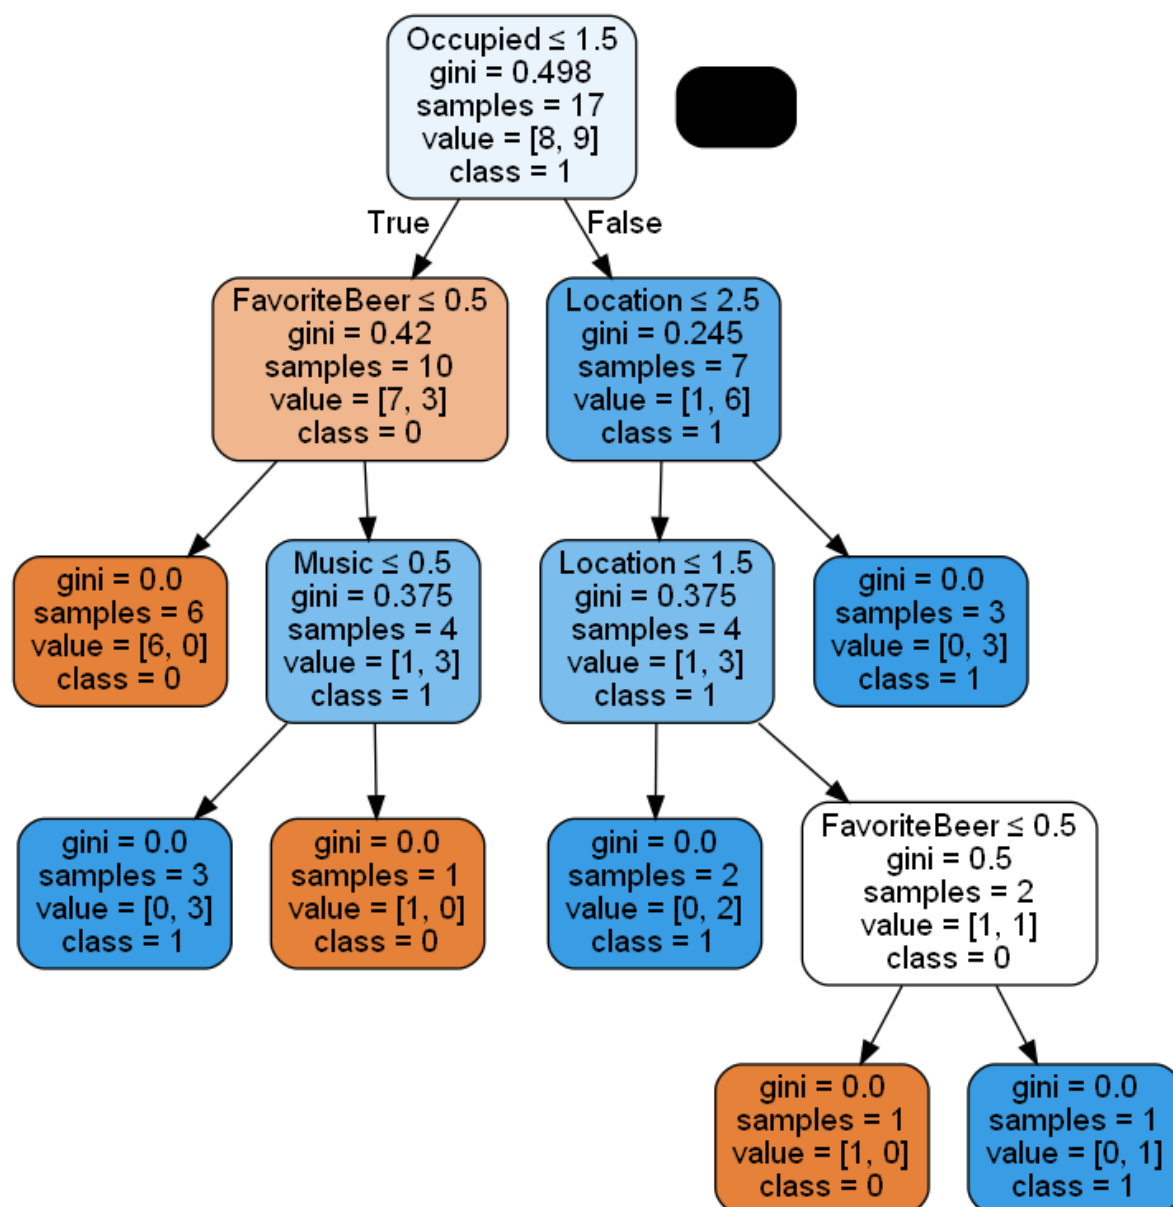 Occupied ≤ 1.5
gini = 0.498
samples = 17
value = [8, 9]
class = 1
True
False
FavoriteBeer ≤ 0.5
gini = 0.42
samples = 10
value = [7, 3]
class = 0
Location ≤ 2.5
gini = 0.245
samples = 7
value = [1, 6]
class = 1
gini = 0.0
samples = 6
value = [6, 0]
class = 0
Music ≤ 0.5
gini = 0.375
samples = 4
value = [1, 3]
class = 1
Location ≤ 1.5
gini = 0.375
samples = 4
value = [1, 3]
class = 1
gini = 0.0
samples = 3
value = [0, 3]
class = 1
gini = 0.0
samples = 3
value = [0, 3]
class = 1
gini = 0.0
samples = 1
value = [1, 0]
class = 0
gini = 0.0
samples = 2
value = [0, 2]
class = 1
FavoriteBeer ≤ 0.5
gini = 0.5
samples = 2
value = [1, 1]
class = 0
gini = 0.0
samples = 1
value = [1, 0]
class = 0
gini = 0.0
samples = 1
value = [0, 1]
class = 1